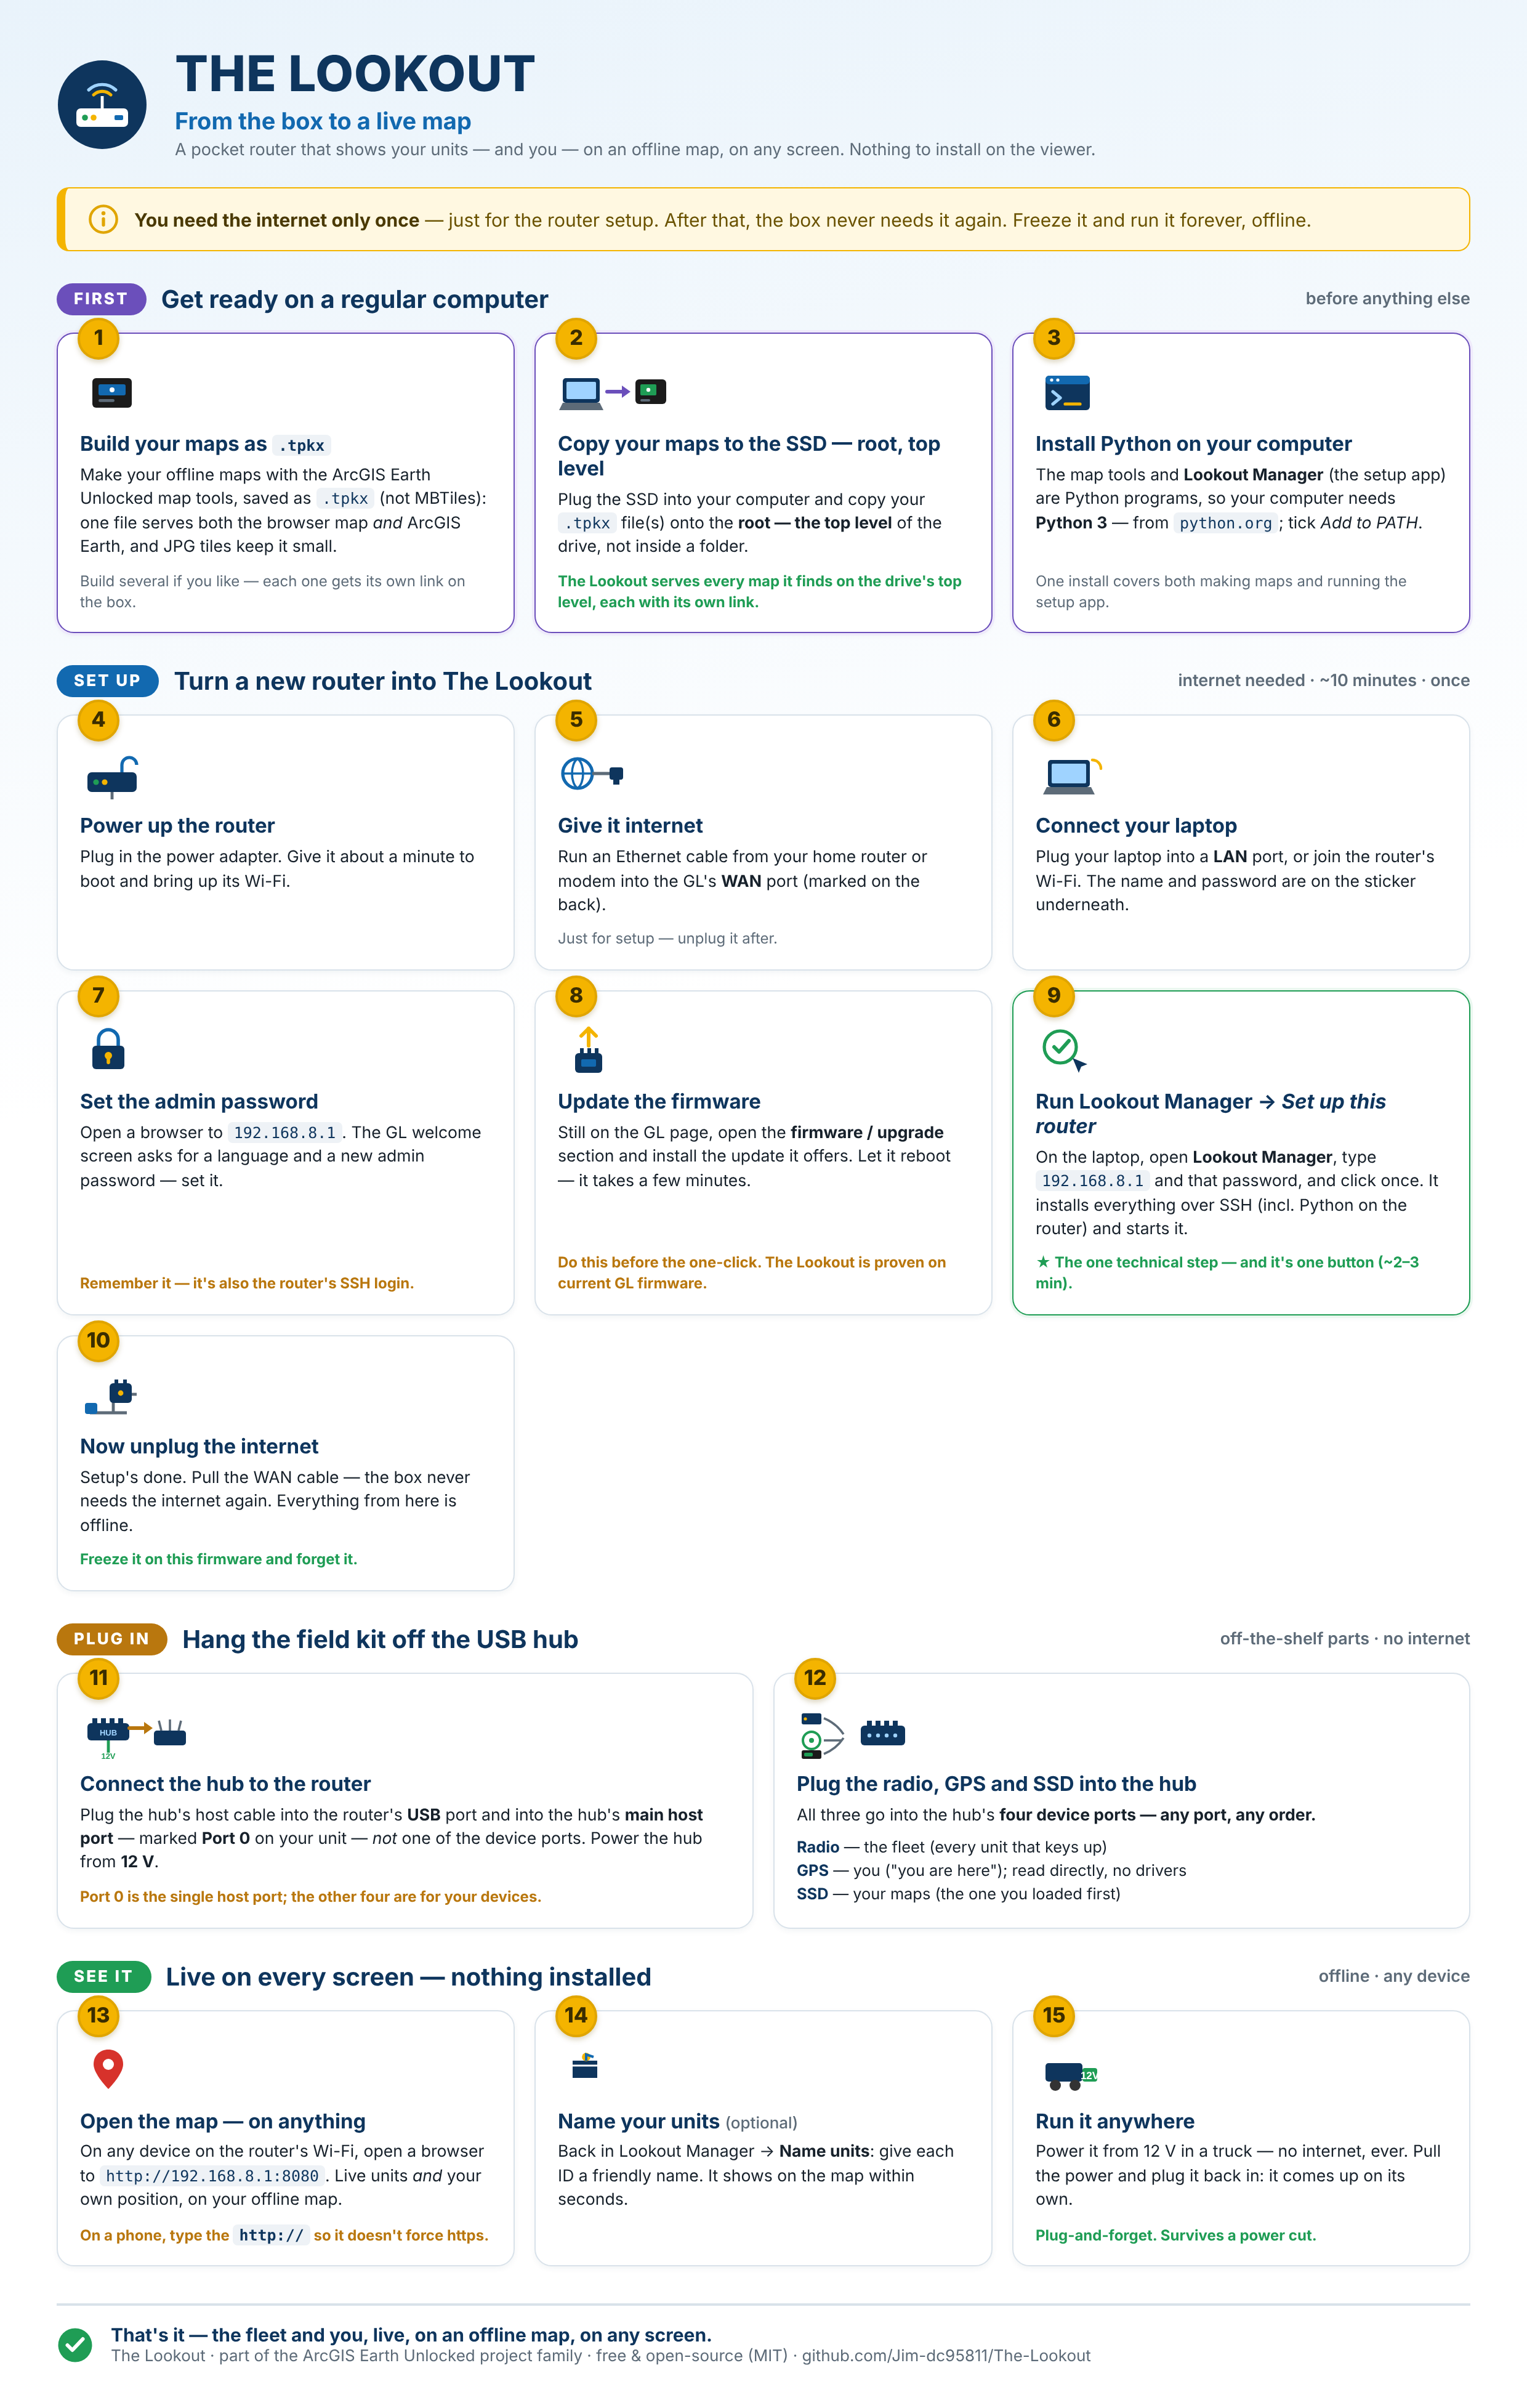 THE LOOKOUT
From the box to a live map
A pocket router that shows your units — and you — on an offline map, on any screen. Nothing to install on the viewer.
You need the internet only once — just for the router setup. After that, the box never needs it again. Freeze it and run it forever, offline.
FIRST Get ready on a regular computer before anything else
1
Build your maps as .tpkx
Make your offline maps with the ArcGIS Earth
Unlocked map tools, saved as .tpkx (not MBTiles):
one file serves both the browser map and ArcGIS
Earth, and JPG tiles keep it small.
Build several if you like — each one gets its own link on
the box.
2
Copy your maps to the SSD — root, top
level
Plug the SSD into your computer and copy your
.tpkx file(s) onto the root — the top level of the
drive, not inside a folder.
The Lookout serves every map it finds on the drive's top
level, each with its own link.
3
Install Python on your computer
The map tools and Lookout Manager (the setup app)
are Python programs, so your computer needs
Python 3 — from python.org; tick Add to PATH.
One install covers both making maps and running the
setup app.
SET UP Turn a new router into The Lookout internet needed · ~10 minutes · once
4
Power up the router
Plug in the power adapter. Give it about a minute to
boot and bring up its Wi-Fi.
5
Give it internet
Run an Ethernet cable from your home router or
modem into the GL's WAN port (marked on the
back).
Just for setup — unplug it after.
6
Connect your laptop
Plug your laptop into a LAN port, or join the router's
Wi-Fi. The name and password are on the sticker
underneath.
7
Set the admin password
Open a browser to 192.168.8.1. The GL welcome
screen asks for a language and a new admin
password — set it.
Remember it — it's also the router's SSH login.
8
Update the firmware
Still on the GL page, open the firmware / upgrade
section and install the update it offers. Let it reboot
— it takes a few minutes.
Do this before the one-click. The Lookout is proven on
current GL firmware.
9
Run Lookout Manager → Set up this
router
On the laptop, open Lookout Manager, type
192.168.8.1 and that password, and click once. It
installs everything over SSH (incl. Python on the
router) and starts it.
★ The one technical step — and it's one button (~2–3
min).
10
Now unplug the internet
Setup's done. Pull the WAN cable — the box never
needs the internet again. Everything from here is
offline.
Freeze it on this firmware and forget it.
PLUG IN Hang the field kit off the USB hub off-the-shelf parts · no internet
11
HUB
12V
Connect the hub to the router
Plug the hub's host cable into the router's USB port and into the hub's main host
port — marked Port 0 on your unit — not one of the device ports. Power the hub
from 12 V.
Port 0 is the single host port; the other four are for your devices.
12
Plug the radio, GPS and SSD into the hub
All three go into the hub's four device ports — any port, any order.
Radio — the fleet (every unit that keys up)
GPS — you ("you are here"); read directly, no drivers
SSD — your maps (the one you loaded first)
SEE IT Live on every screen — nothing installed offline · any device
13
Open the map — on anything
On any device on the router's Wi-Fi, open a browser
to http://192.168.8.1:8080. Live units and your
own position, on your offline map.
On a phone, type the http:// so it doesn't force https.
14
Name your units (optional)
Back in Lookout Manager → Name units: give each
ID a friendly name. It shows on the map within
seconds.
15
12V
Run it anywhere
Power it from 12 V in a truck — no internet, ever. Pull
the power and plug it back in: it comes up on its
own.
Plug-and-forget. Survives a power cut.
That's it — the fleet and you, live, on an offline map, on any screen.
The Lookout · part of the ArcGIS Earth Unlocked project family · free & open-source (MIT) · github.com/Jim-dc95811/The-Lookout